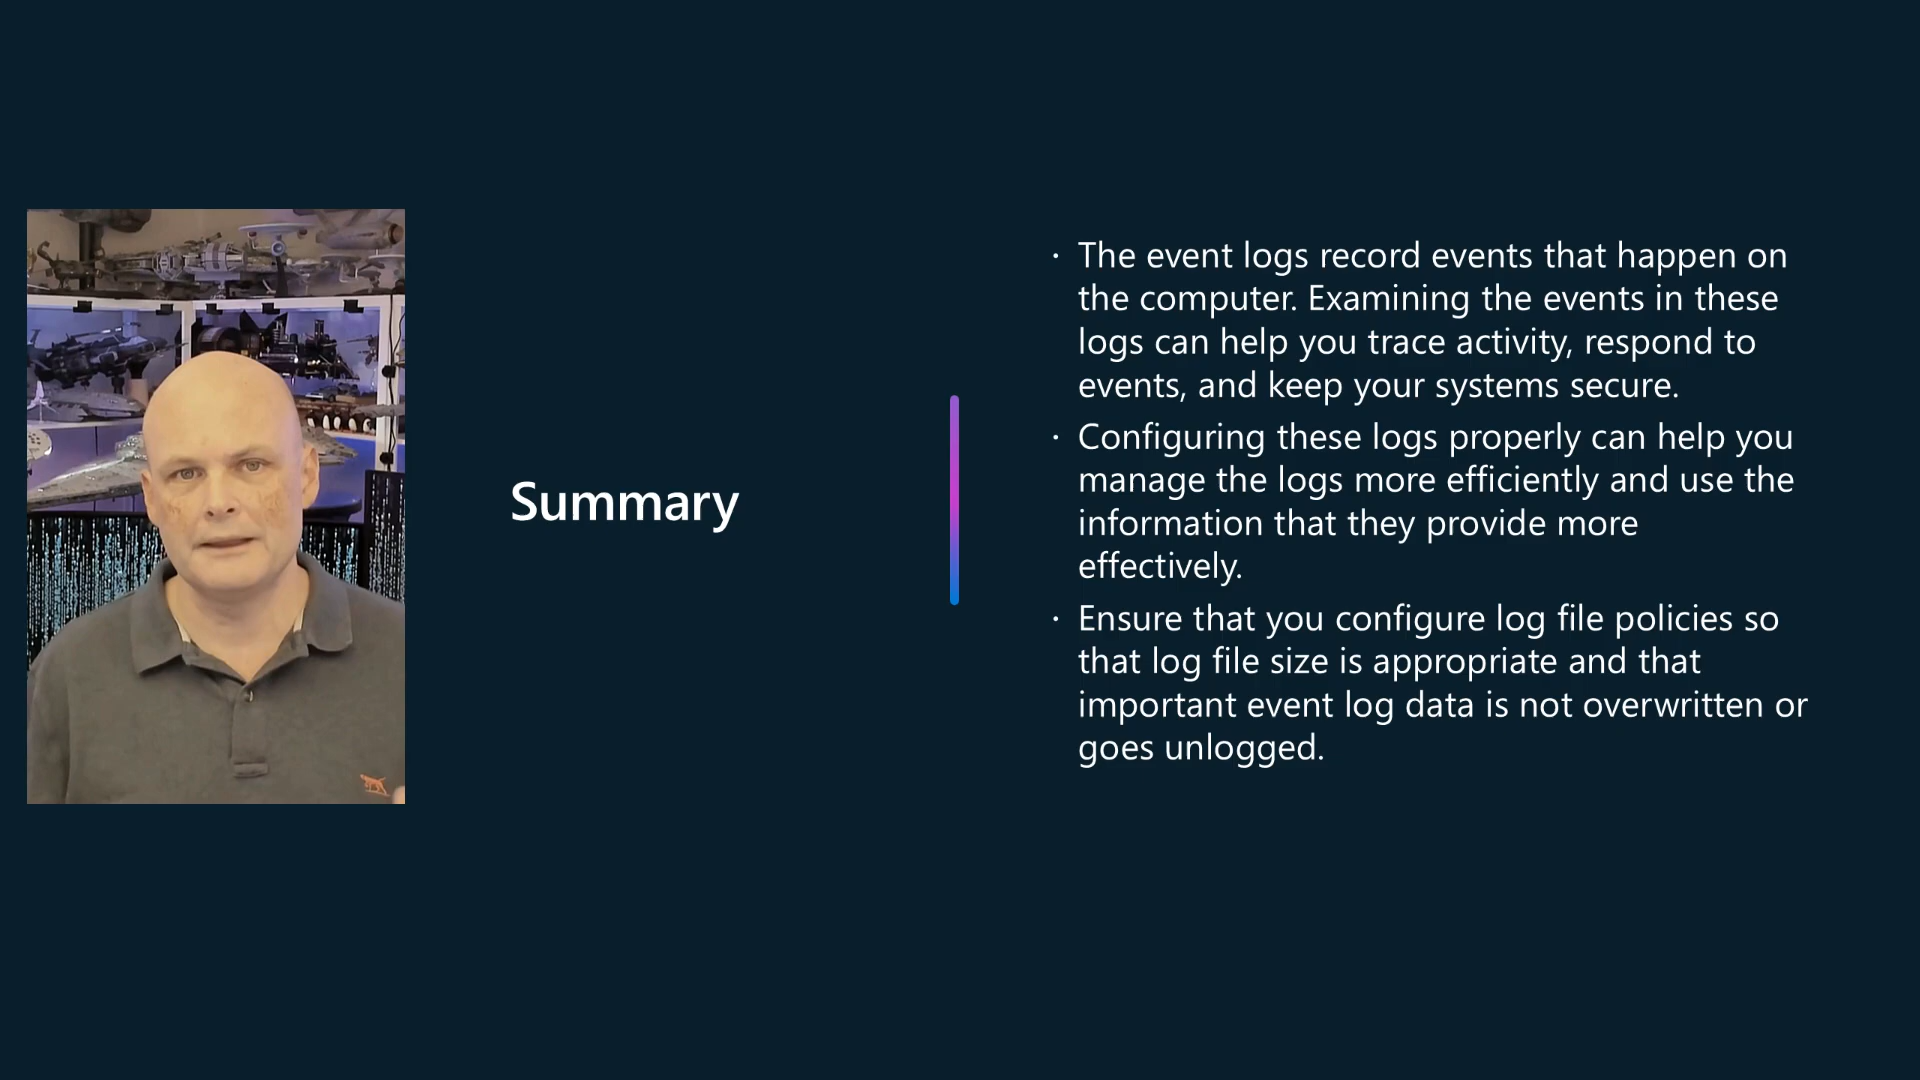 Summary
· The event logs record events that happen on
the computer. Examining the events in these
logs can help you trace activity, respond to
events, and keep your systems secure.
· Configuring these logs properly can help you
manage the logs more efficiently and use the
information that they provide more
effectively.
· Ensure that you configure log file policies so
that log file size is appropriate and that
important event log data is not overwritten or
goes unlogged.